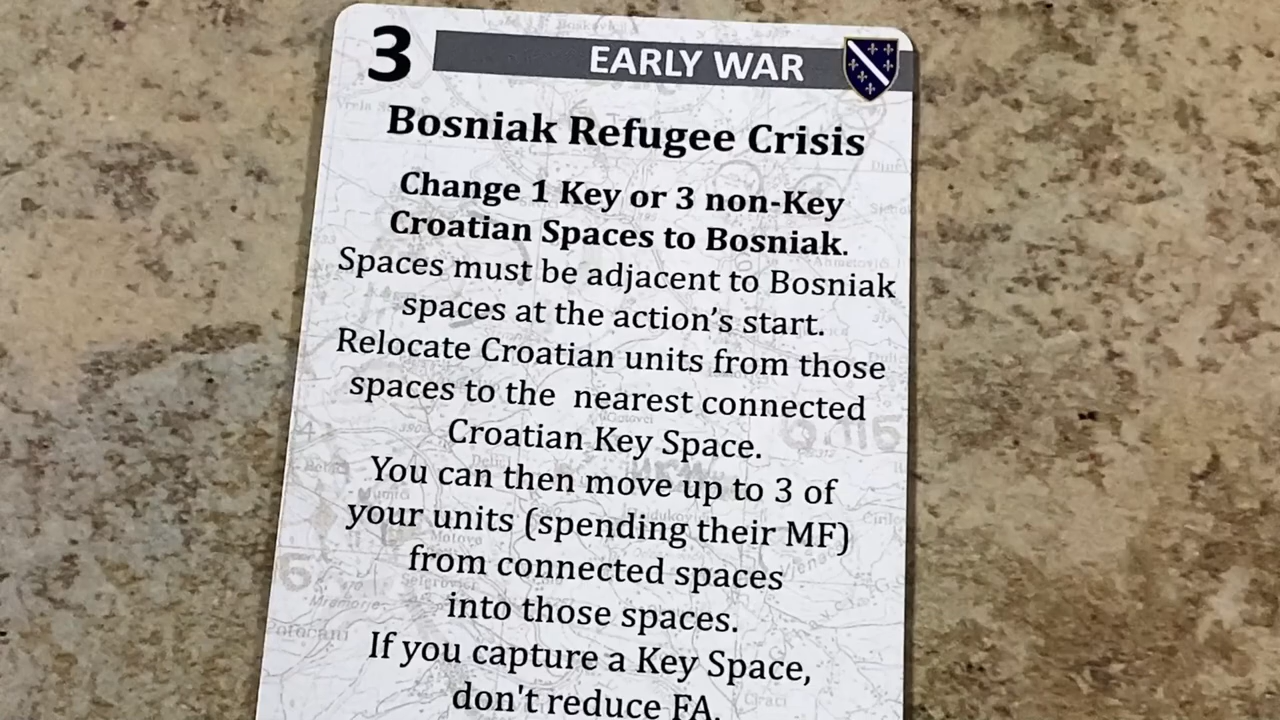 3
EARLY WAR
Bosniak Refugee Crisis
Change 1 Key or 3 non-Key
Croatian Spaces to Bosniak.
Spaces must be adjacent to Bosniak
spaces at the action's start.
Relocate Croatian units from those
spaces to the nearest connected
Croatian Key Space.
You can then move up to 3 of
your units (spending their MF)
from connected spaces
into those spaces.
If you capture a Key Space,
don't reduce FA.